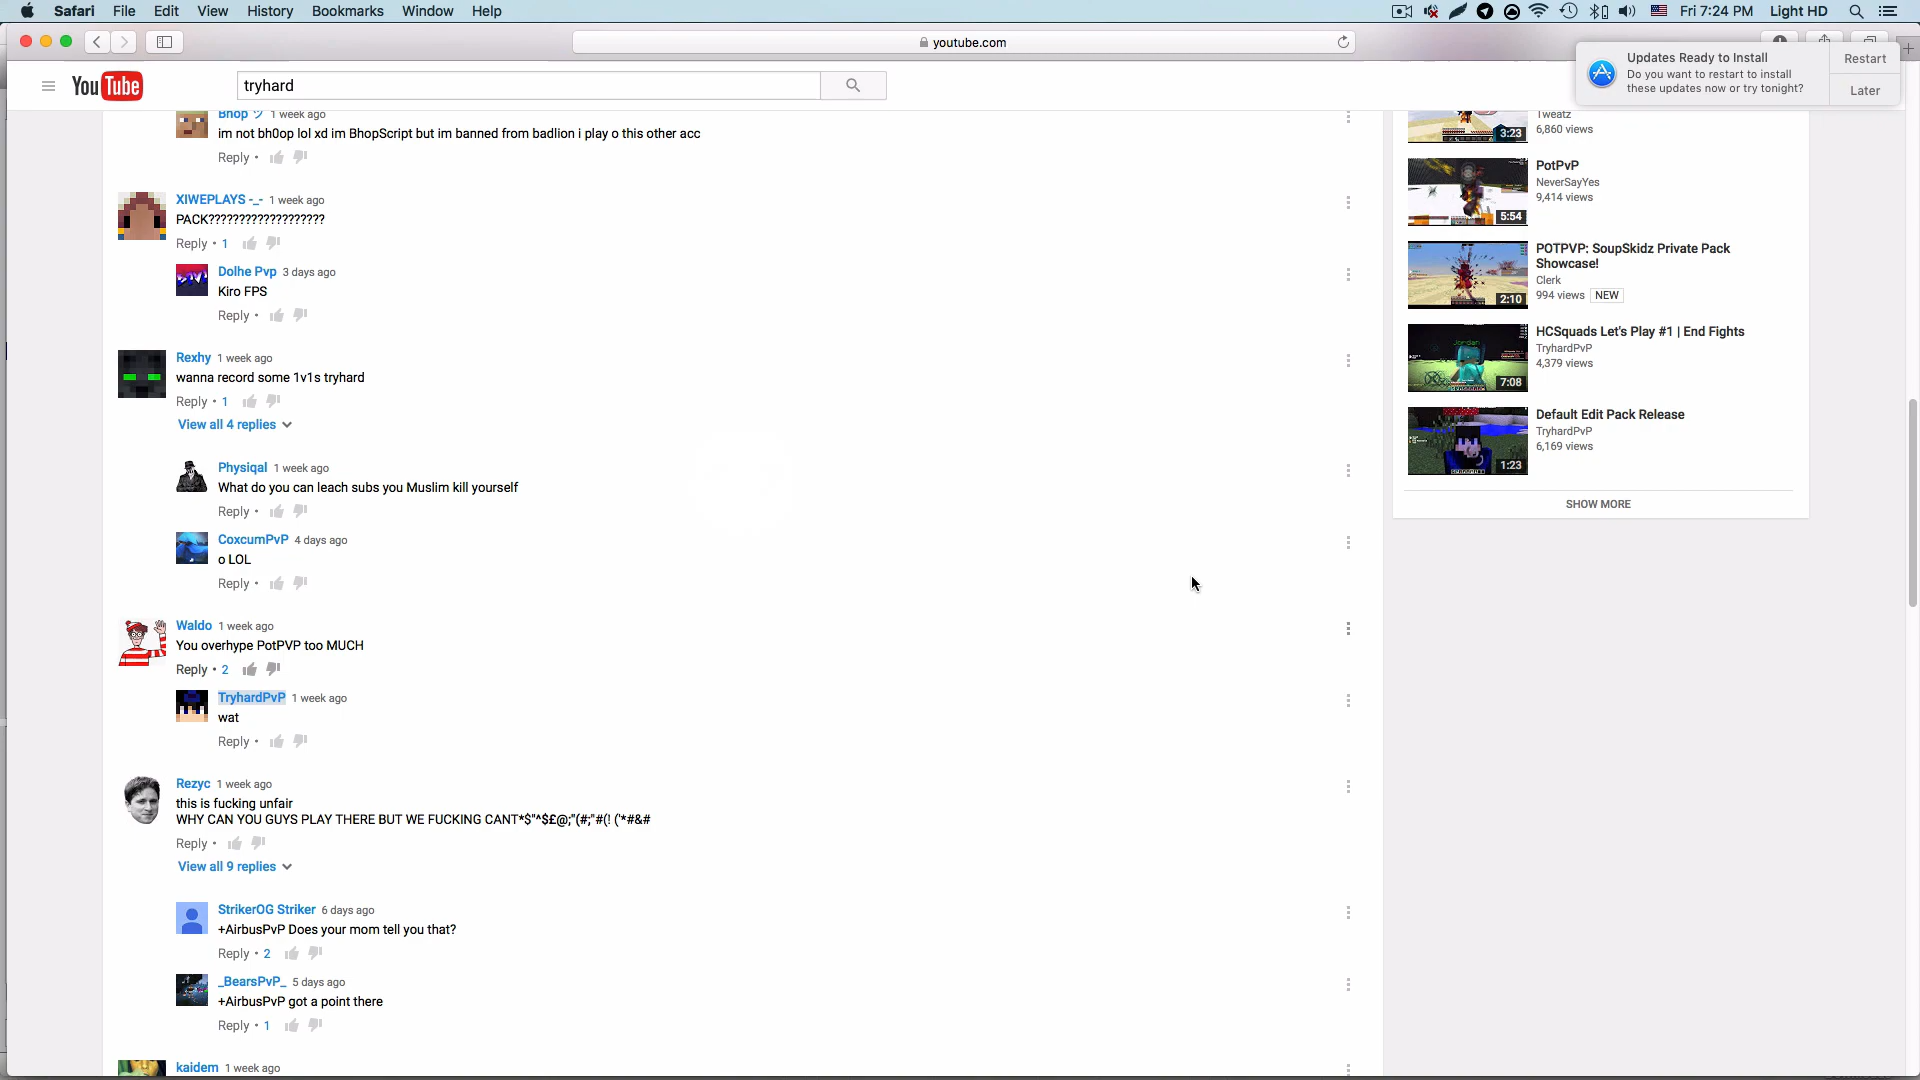 Safari File Edit View History Bookmarks Window Help
Fri 7:24 PM Light HD
youtube.com
Updates Ready to Install
Do you want to restart to install
these updates now or try tonight?
Restart
Later
YouTube
tryhard
Bhop ツ 1 week ago
im not bh0op lol xd im BhopScript but im banned from badlion i play o this other acc
Reply •
XIWEPLAYS -_- 1 week ago
PACK???????????????????
Reply • 1
Dolhe Pvp 3 days ago
Kiro FPS
Reply •
Rexhy 1 week ago
wanna record some 1v1s tryhard
Reply • 1
View all 4 replies
Physiqal 1 week ago
What do you can leach subs you Muslim kill yourself
Reply •
CoxcumPvP 4 days ago
o LOL
Reply •
Waldo 1 week ago
You overhype PotPVP too MUCH
Reply • 2
TryhardPvP 1 week ago
wat
Reply •
Rezyc 1 week ago
this is fucking unfair
WHY CAN YOU GUYS PLAY THERE BUT WE FUCKING CANT*$"^$£@;"(#;"#(! ('*#&#
Reply •
View all 9 replies
StrikerOG Striker 6 days ago
+AirbusPvP Does your mom tell you that?
Reply • 2
_BearsPvP_ 5 days ago
+AirbusPvP got a point there
Reply • 1
kaidem 1 week ago
Tweatz
6,860 views
3:23
PotPvP
NeverSayYes
9,414 views
5:54
POTPVP: SoupSkidz Private Pack
Showcase!
Clerk
994 views NEW
2:10
HCSquads Let's Play #1 | End Fights
TryhardPvP
4,379 views
Jordan
7:08
Default Edit Pack Release
TryhardPvP
6,169 views
1:23
SHOW MORE